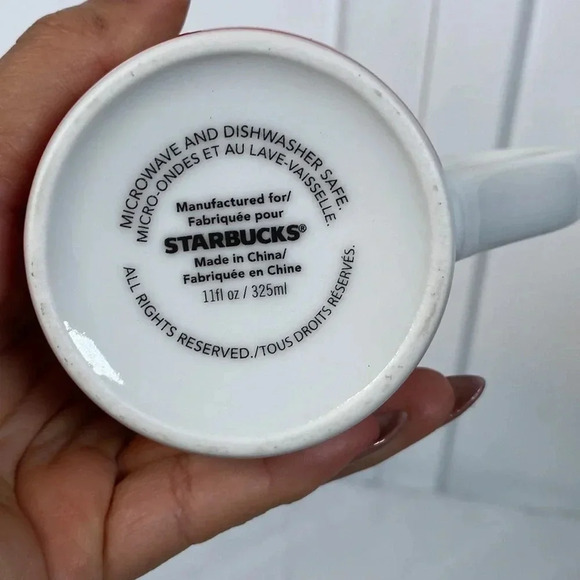 MICROWAVE AND DISHWASHER SAFE.
MICRO-ONDES ET AU LAVE-VAISSELLE.
Manufactured for/
Fabriquée pour
STARBUCKS®
Made in China/
Fabriquée en Chine
11fl oz / 325ml
ALL RIGHTS RESERVED./TOUS DROITS RÉSERVÉS.